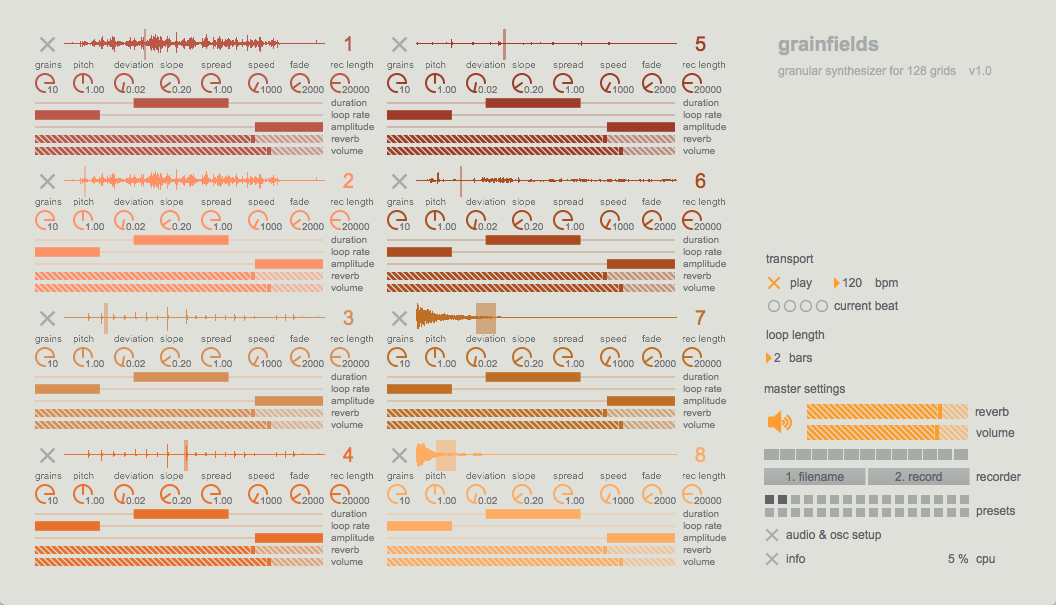 1
grains pitch deviation slope spread speed fade rec length
10 1.00 0.02 0.20 1.00 1000 2000 20000
duration
loop rate
amplitude
reverb
volume
2
grains pitch deviation slope spread speed fade rec length
10 1.00 0.02 0.20 1.00 1000 2000 20000
duration
loop rate
amplitude
reverb
volume
3
grains pitch deviation slope spread speed fade rec length
10 1.00 0.02 0.20 1.00 1000 2000 20000
duration
loop rate
amplitude
reverb
volume
4
grains pitch deviation slope spread speed fade rec length
10 1.00 0.02 0.20 1.00 1000 2000 20000
duration
loop rate
amplitude
reverb
volume
5
grains pitch deviation slope spread speed fade rec length
10 1.00 0.02 0.20 1.00 1000 2000 20000
duration
loop rate
amplitude
reverb
volume
6
grains pitch deviation slope spread speed fade rec length
10 1.00 0.02 0.20 1.00 1000 2000 20000
duration
loop rate
amplitude
reverb
volume
7
grains pitch deviation slope spread speed fade rec length
10 1.00 0.02 0.20 1.00 1000 2000 20000
duration
loop rate
amplitude
reverb
volume
8
grains pitch deviation slope spread speed fade rec length
10 1.00 0.02 0.20 1.00 1000 2000 20000
duration
loop rate
amplitude
reverb
volume
grainfields
granular synthesizer for 128 grids v1.0
transport
play 120 bpm
current beat
loop length
2 bars
master settings
reverb
volume
1. filename 2. record recorder
presets
audio & osc setup
info 5 % cpu